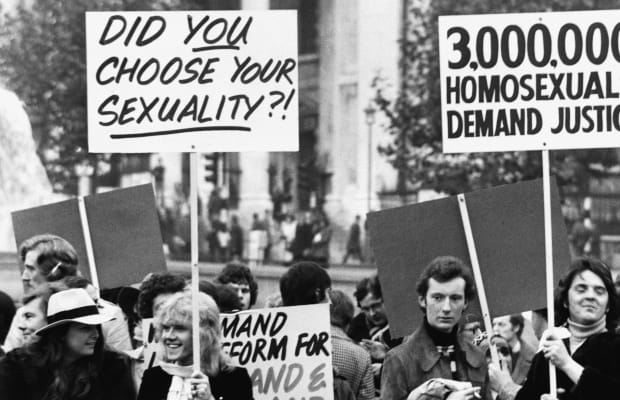 DID YOU
CHOOSE YOUR
SEXUALITY?!
3,000,000
HOMOSEXUAL
DEMAND JUSTIC
MAND
FORM FOR
AND &